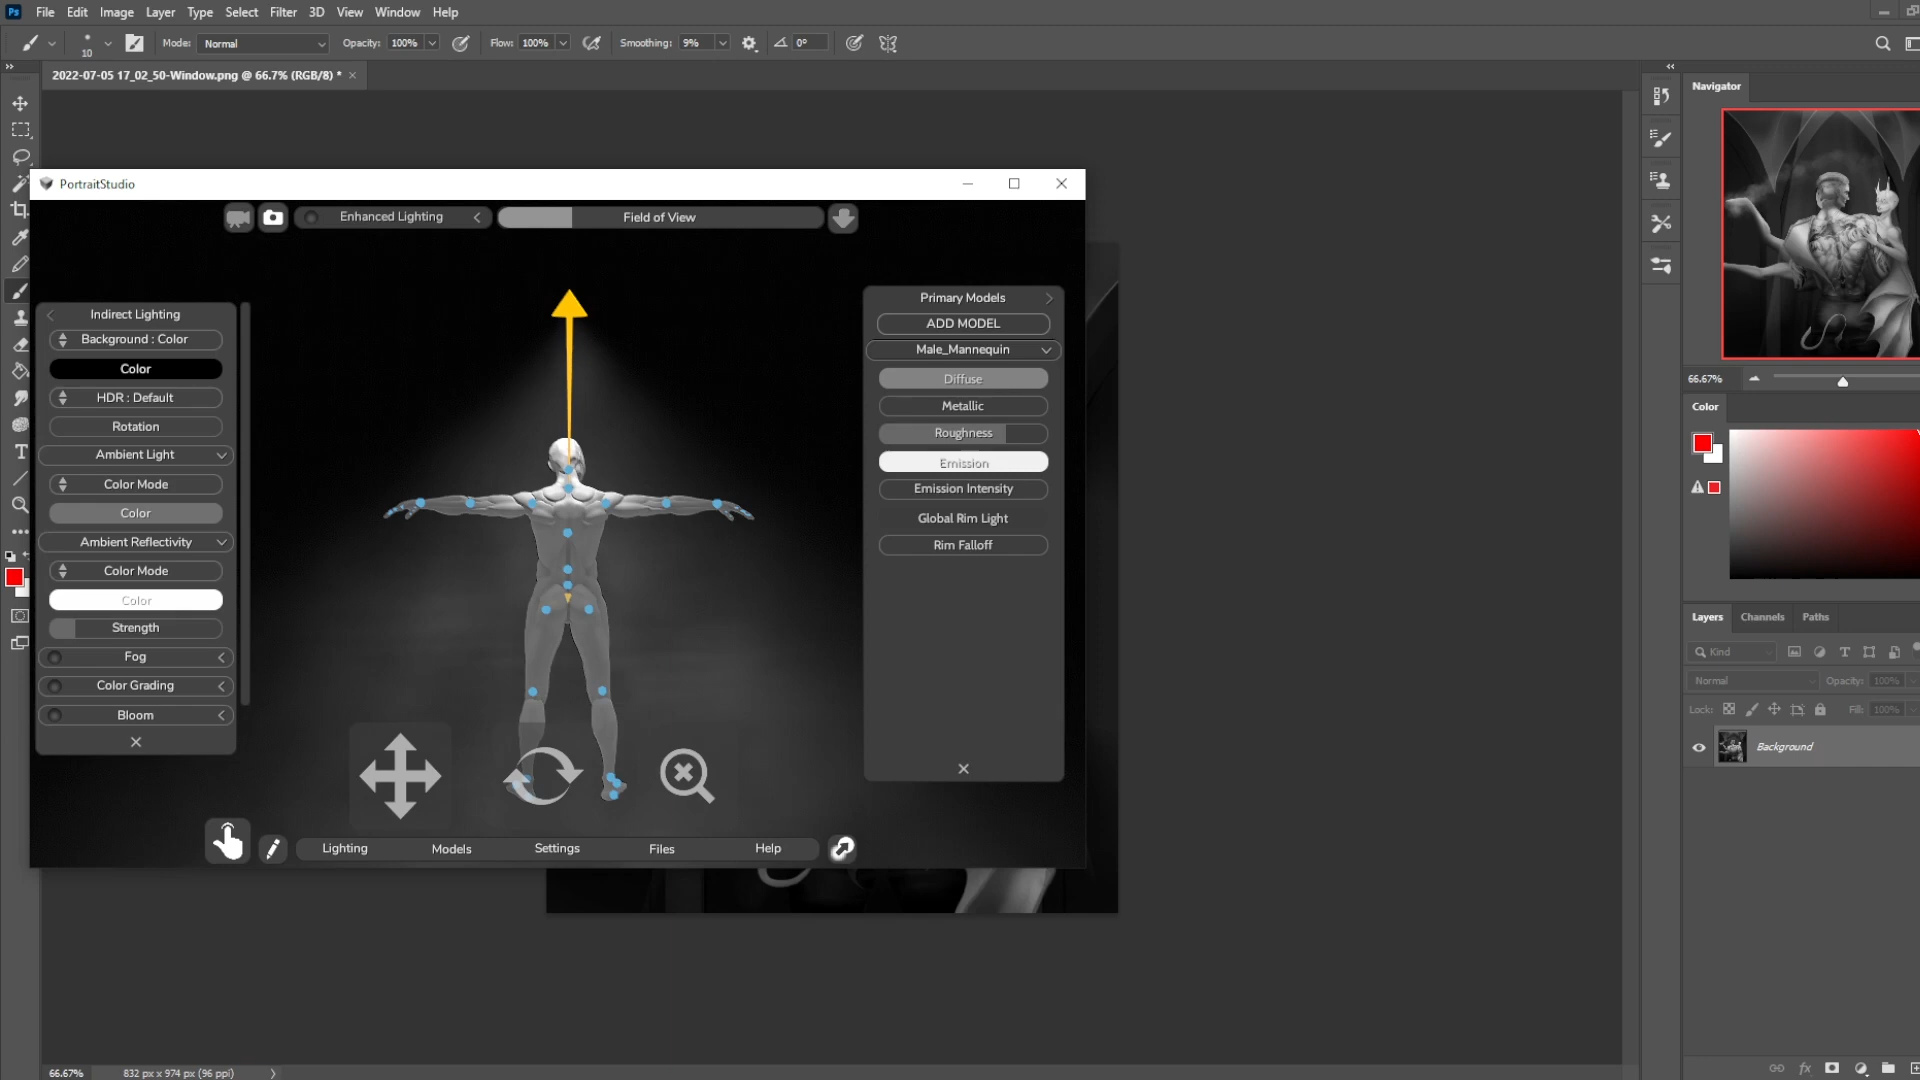 Ps File Edit Image Layer Type Select Filter 3D View Window Help
10 Mode: Normal Opacity: 100% Flow: 100% Smoothing: 9% 0°
2022-07-05 17_02_50-Window.png @ 66.7% (RGB/8) *
PortraitStudio
Enhanced Lighting
Field of View
Indirect Lighting
Background : Color
Color
HDR : Default
Rotation
Ambient Light
Color Mode
Color
Ambient Reflectivity
Color Mode
Color
Strength
Fog
Color Grading
Bloom
Primary Models
ADD MODEL
Male_Mannequin
Diffuse
Metallic
Roughness
Emission
Emission Intensity
Global Rim Light
Rim Falloff
Lighting Models Settings Files Help
Navigator
66.67%
Color
Layers Channels Paths
Kind
Normal Opacity: 100%
Lock: Fill: 100%
Background
fx
66.67% 832 px x 974 px (96 ppi)